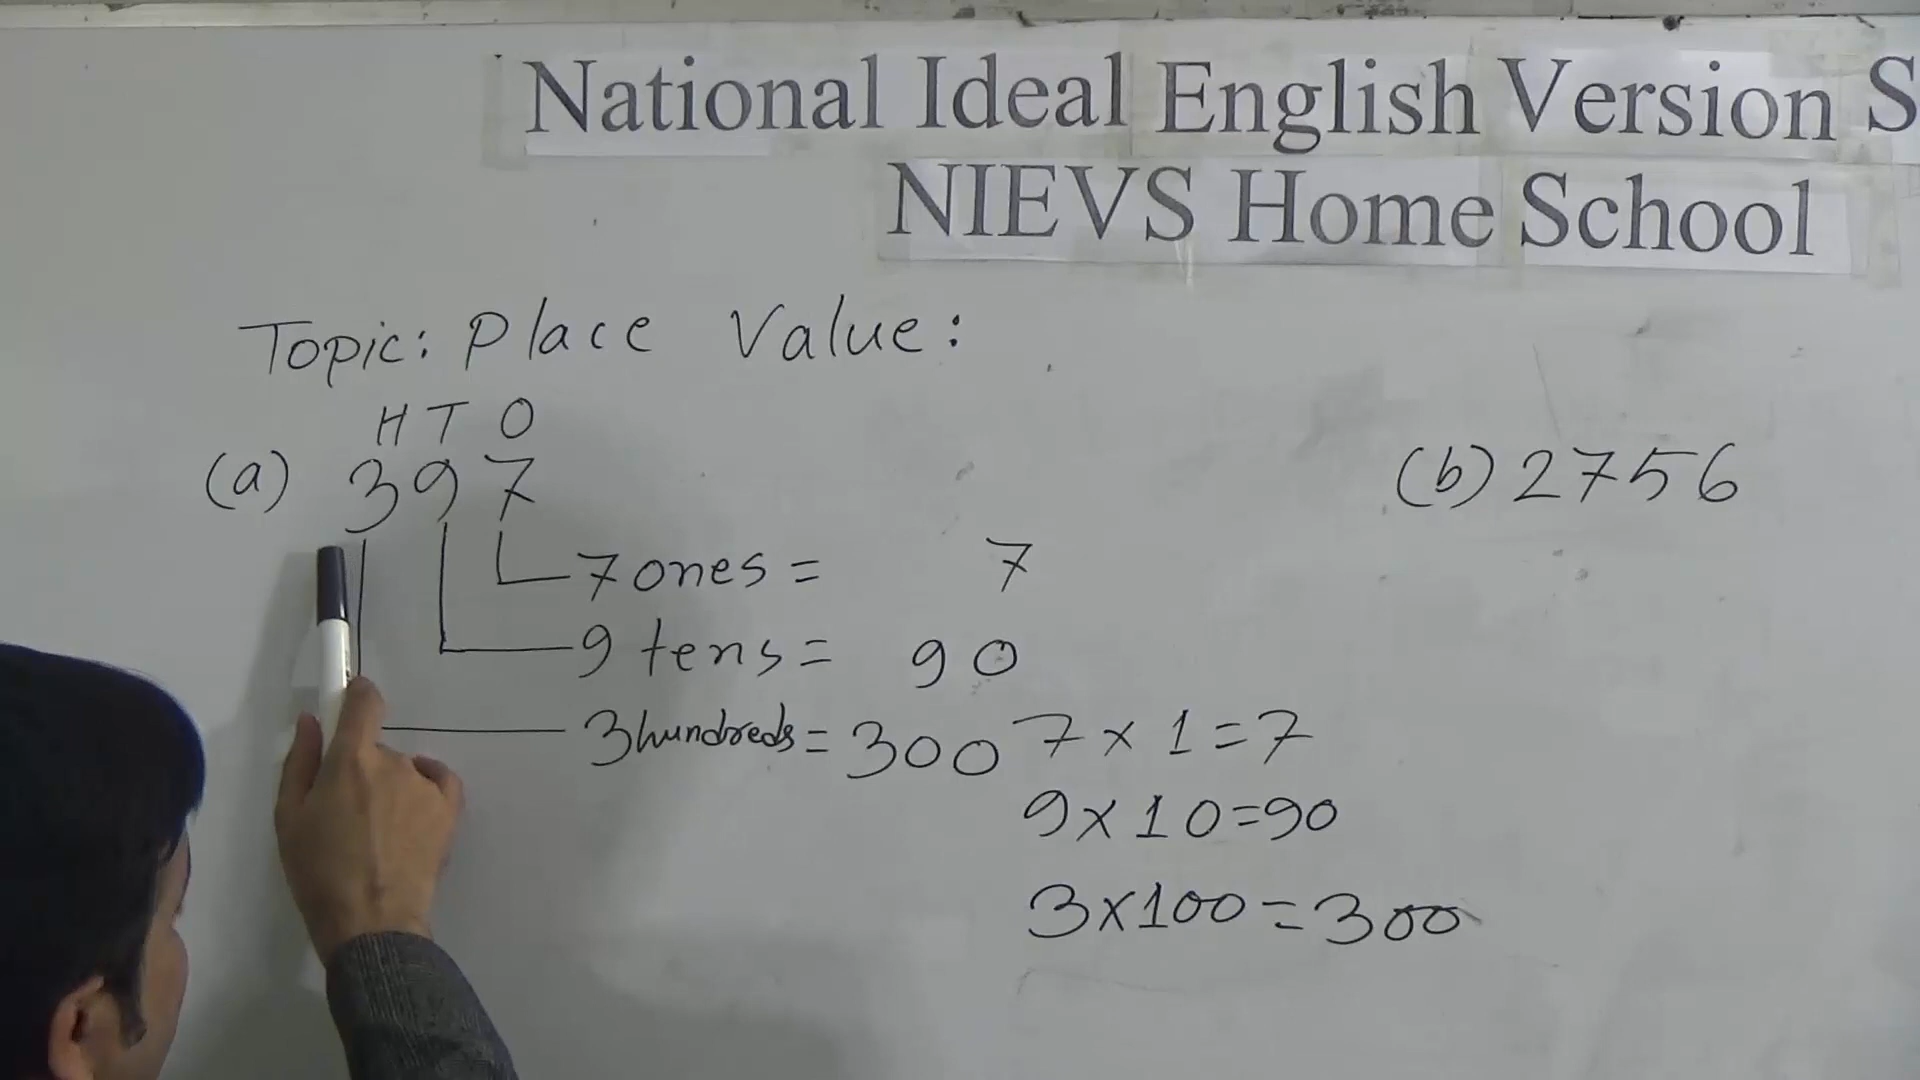 National Ideal English Version S
NIEVS Home School
Topic: Place Value:
H T O
(a) 397
7 ones = 7
9 tens = 90
3 hundreds = 300
7 x 1 = 7
9 x 10 = 90
3 x 100 = 300
(b) 2756